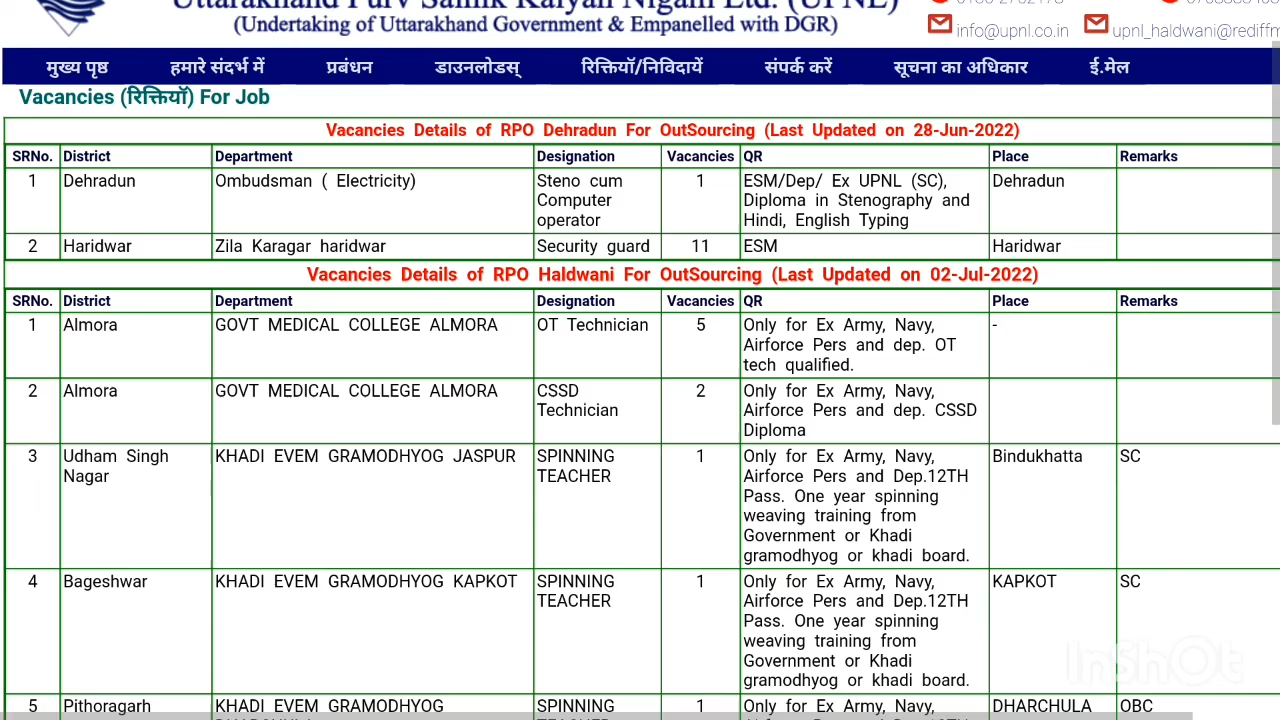 Uttarakhand Purv Sainik Kalyan Nigam Ltd. (UPNL)
(Undertaking of Uttarakhand Government & Empanelled with DGR)
info@upnl.co.in upnl_haldwani@rediffm
मुख्य पृष्ठ हमारे संदर्भ में प्रबंधन डाउनलोडस् रिक्तियॉ/निविदायें संपर्क करें सूचना का अधिकार ई.मेल
Vacancies (रिक्तियॉ) For Job
Vacancies Details of RPO Dehradun For OutSourcing (Last Updated on 28-Jun-2022)
SRNo. District Department Designation Vacancies QR Place Remarks
1 Dehradun Ombudsman ( Electricity) Steno cum 1 ESM/Dep/ Ex UPNL (SC), Dehradun
Computer Diploma in Stenography and
operator Hindi, English Typing
2 Haridwar Zila Karagar haridwar Security guard 11 ESM Haridwar
Vacancies Details of RPO Haldwani For OutSourcing (Last Updated on 02-Jul-2022)
SRNo. District Department Designation Vacancies QR Place Remarks
1 Almora GOVT MEDICAL COLLEGE ALMORA OT Technician 5 Only for Ex Army, Navy, -
Airforce Pers and dep. OT
tech qualified.
2 Almora GOVT MEDICAL COLLEGE ALMORA CSSD 2 Only for Ex Army, Navy,
Technician Airforce Pers and dep. CSSD
Diploma
3 Udham Singh KHADI EVEM GRAMODHYOG JASPUR SPINNING 1 Only for Ex Army, Navy, Bindukhatta SC
Nagar TEACHER Airforce Pers and Dep.12TH
Pass. One year spinning
weaving training from
Government or Khadi
gramodhyog or khadi board.
4 Bageshwar KHADI EVEM GRAMODHYOG KAPKOT SPINNING 1 Only for Ex Army, Navy, KAPKOT SC
TEACHER Airforce Pers and Dep.12TH
Pass. One year spinning
weaving training from
Government or Khadi
gramodhyog or khadi board.
InShOt
5 Pithoragarh KHADI EVEM GRAMODHYOG SPINNING 1 Only for Ex Army, Navy, DHARCHULA OBC